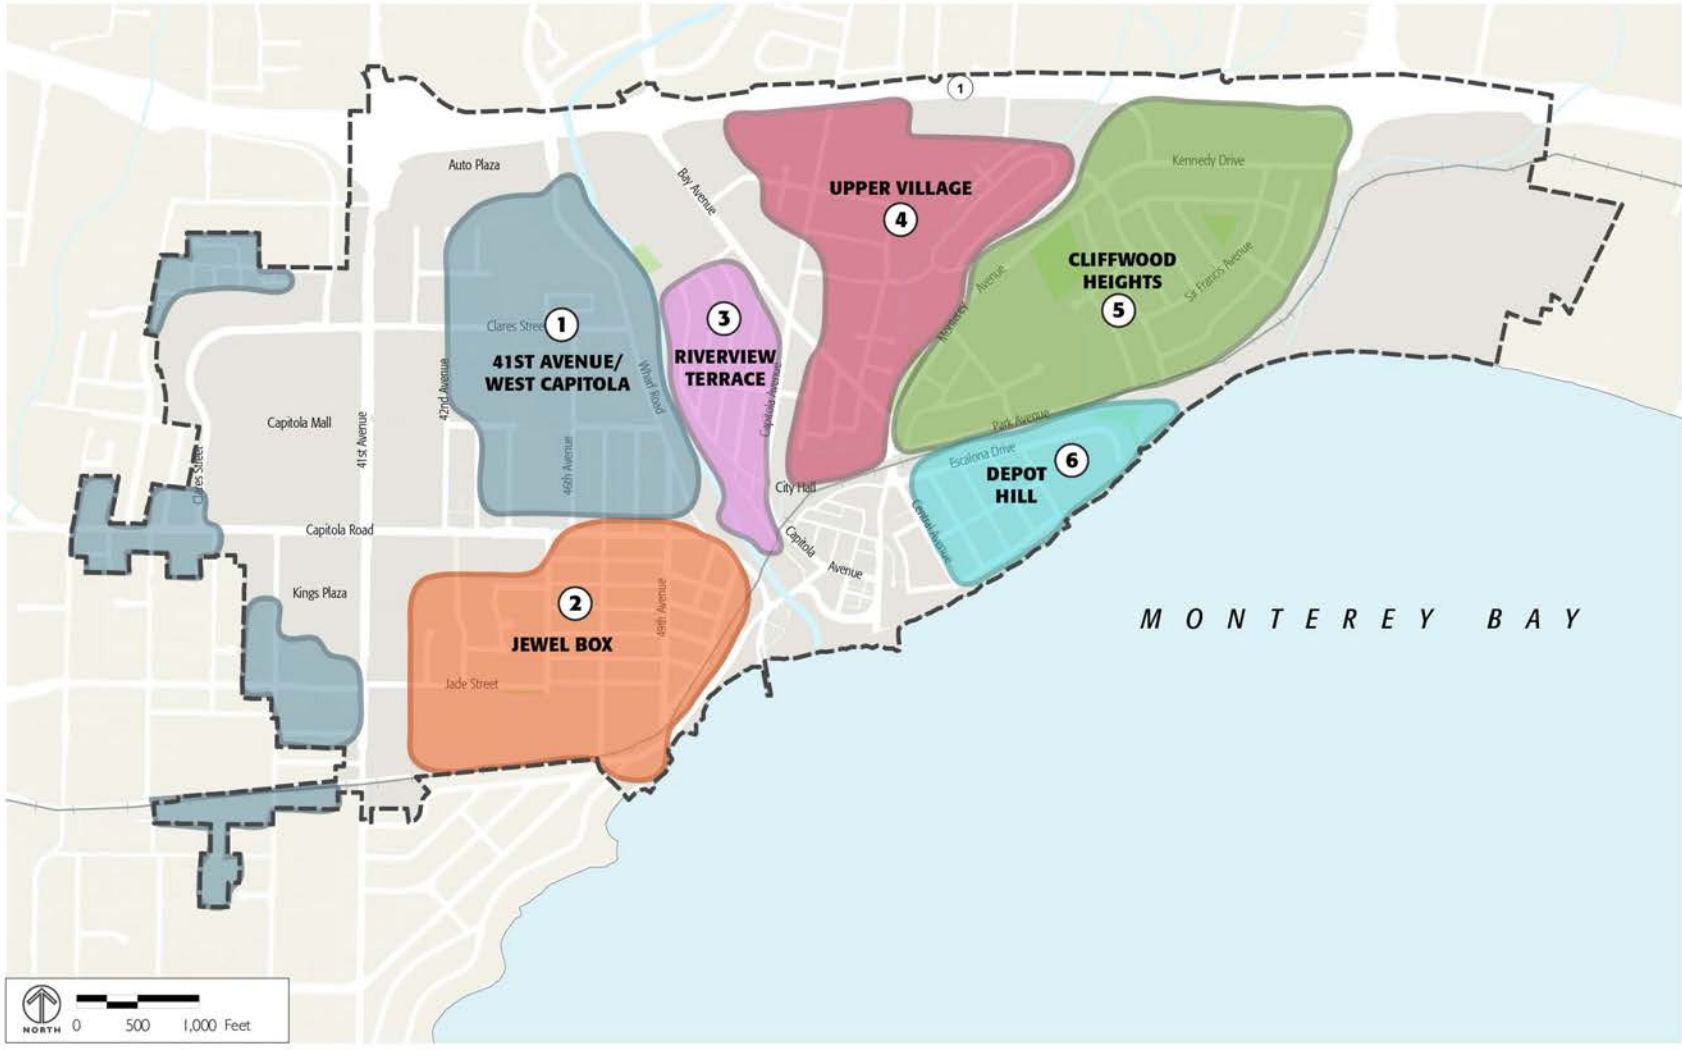 1
Auto Plaza
Bay Avenue
UPPER VILLAGE
4
Kennedy Drive
CLIFFWOOD
HEIGHTS
5
Sir Francis Avenue
Monterey Avenue
1
Clares Street
41ST AVENUE/
WEST CAPITOLA
3
RIVERVIEW
TERRACE
Wharf Road
Capitola Avenue
42nd Avenue
41st Avenue
Capitola Mall
Clares Street
46th Avenue
Park Avenue
Escalona Drive
6
DEPOT
HILL
Central Avenue
City Hall
Capitola Avenue
Capitola Road
Kings Plaza
2
JEWEL BOX
49th Avenue
Jade Street
MONTEREY BAY
NORTH
0 500 1,000 Feet